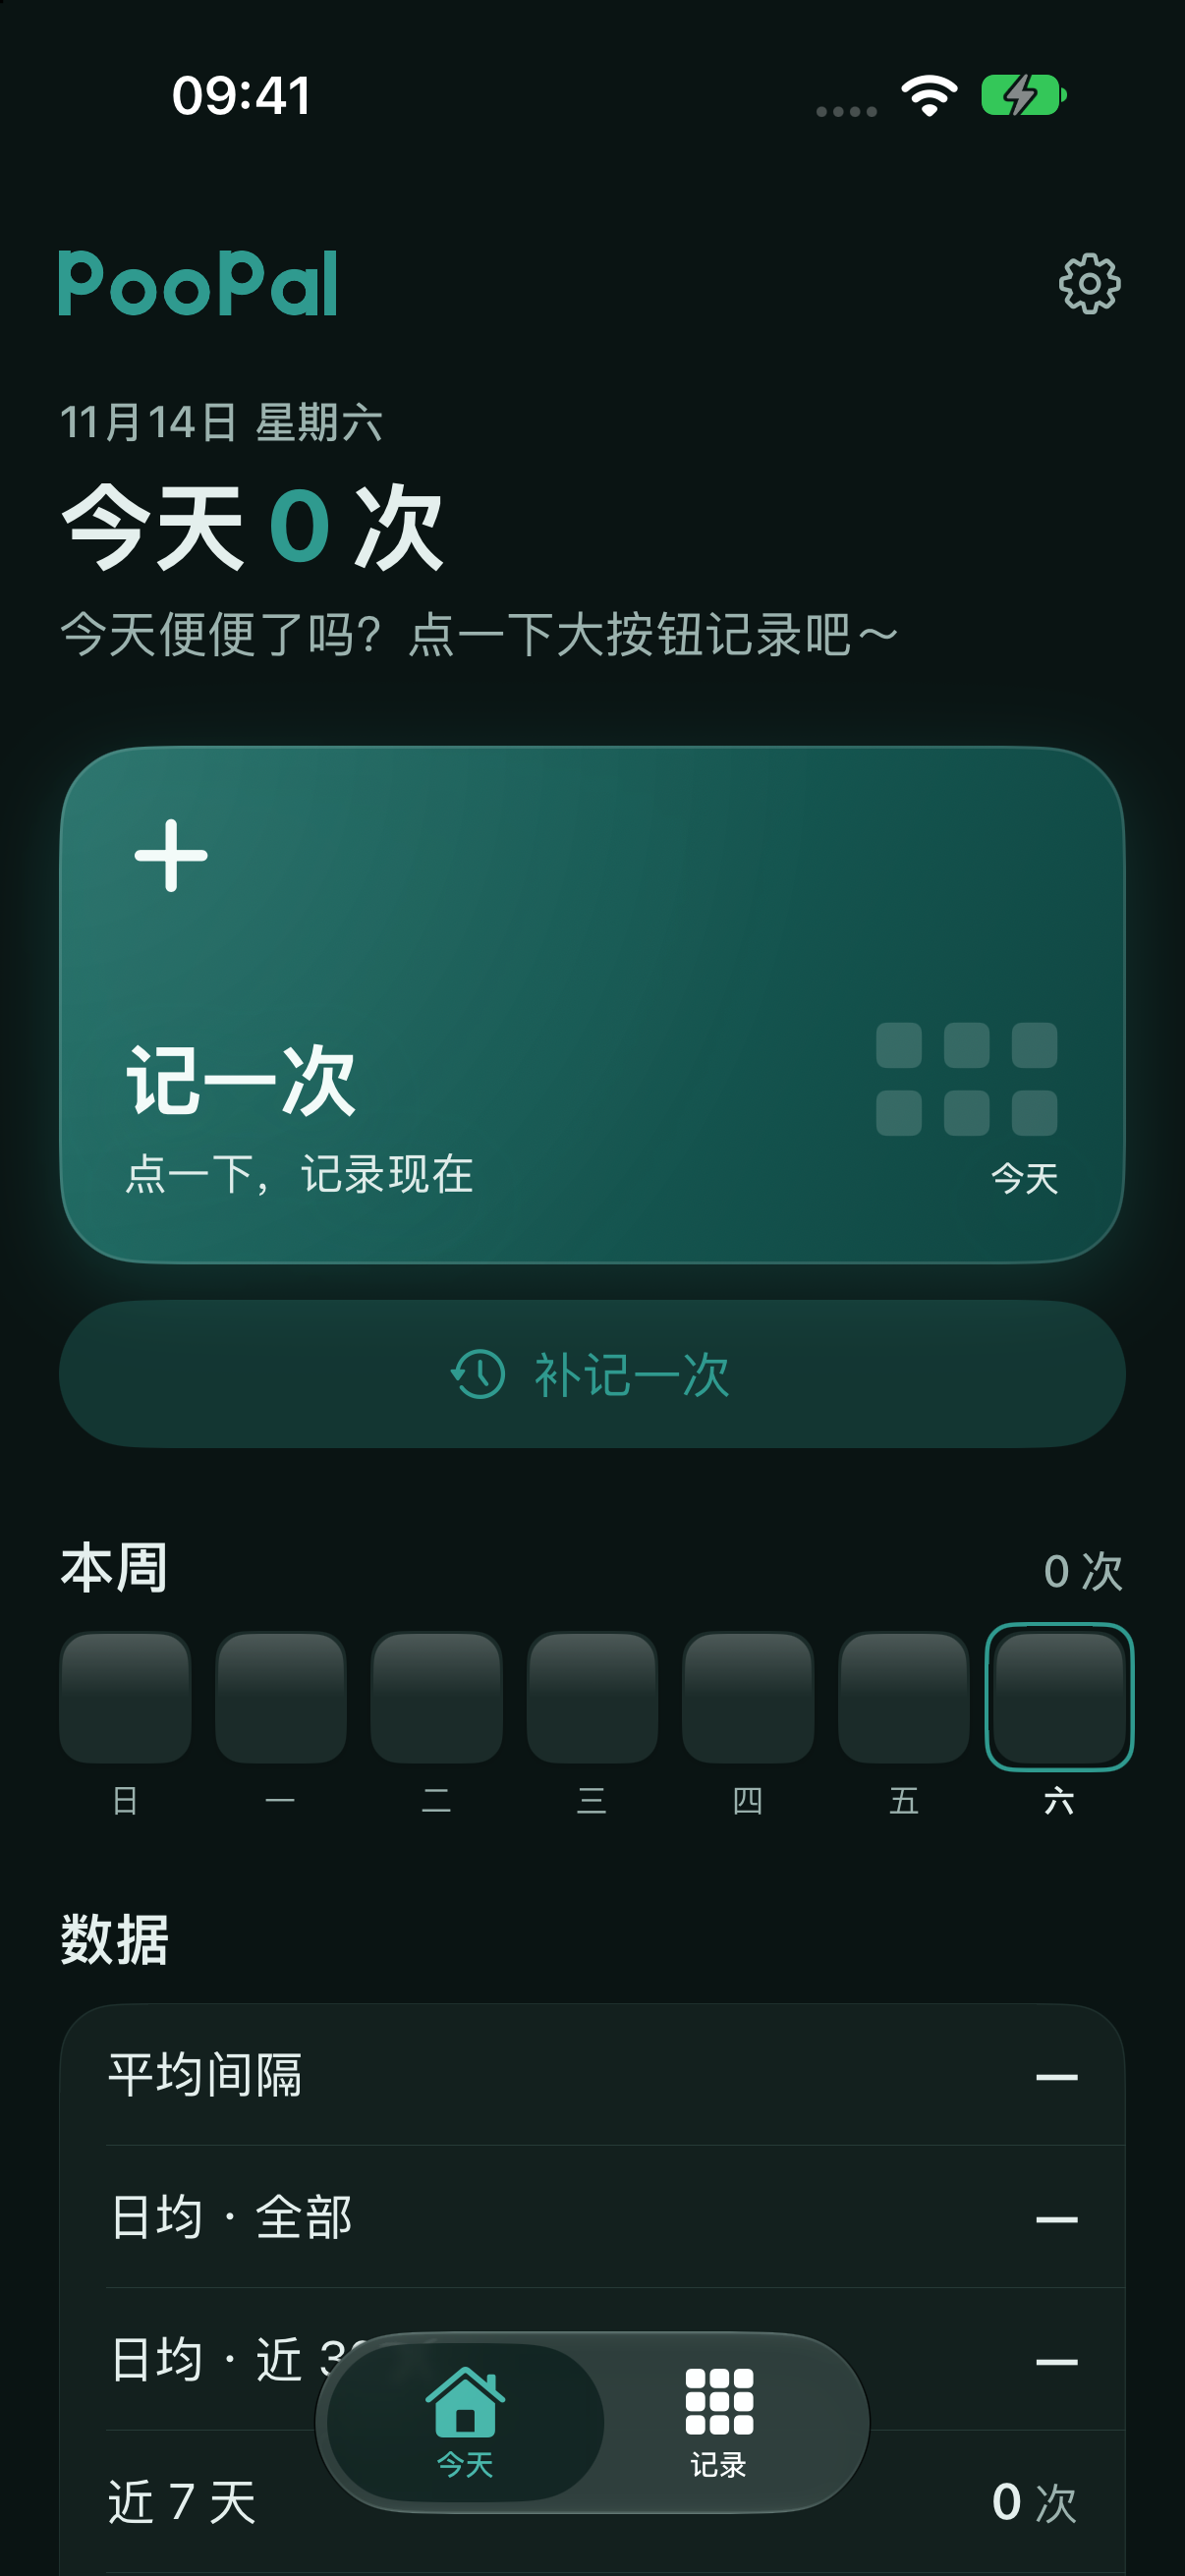 09:41
PooPal
11月14日 星期六
今天 0 次
今天便便了吗？点一下大按钮记录吧～
记一次
点一下，记录现在
今天
补记一次
本周
0 次
日 一 二 三 四 五 六
数据
平均间隔 —
日均 · 全部 —
日均 · 近 —
近 7 天 0 次
今天
记录